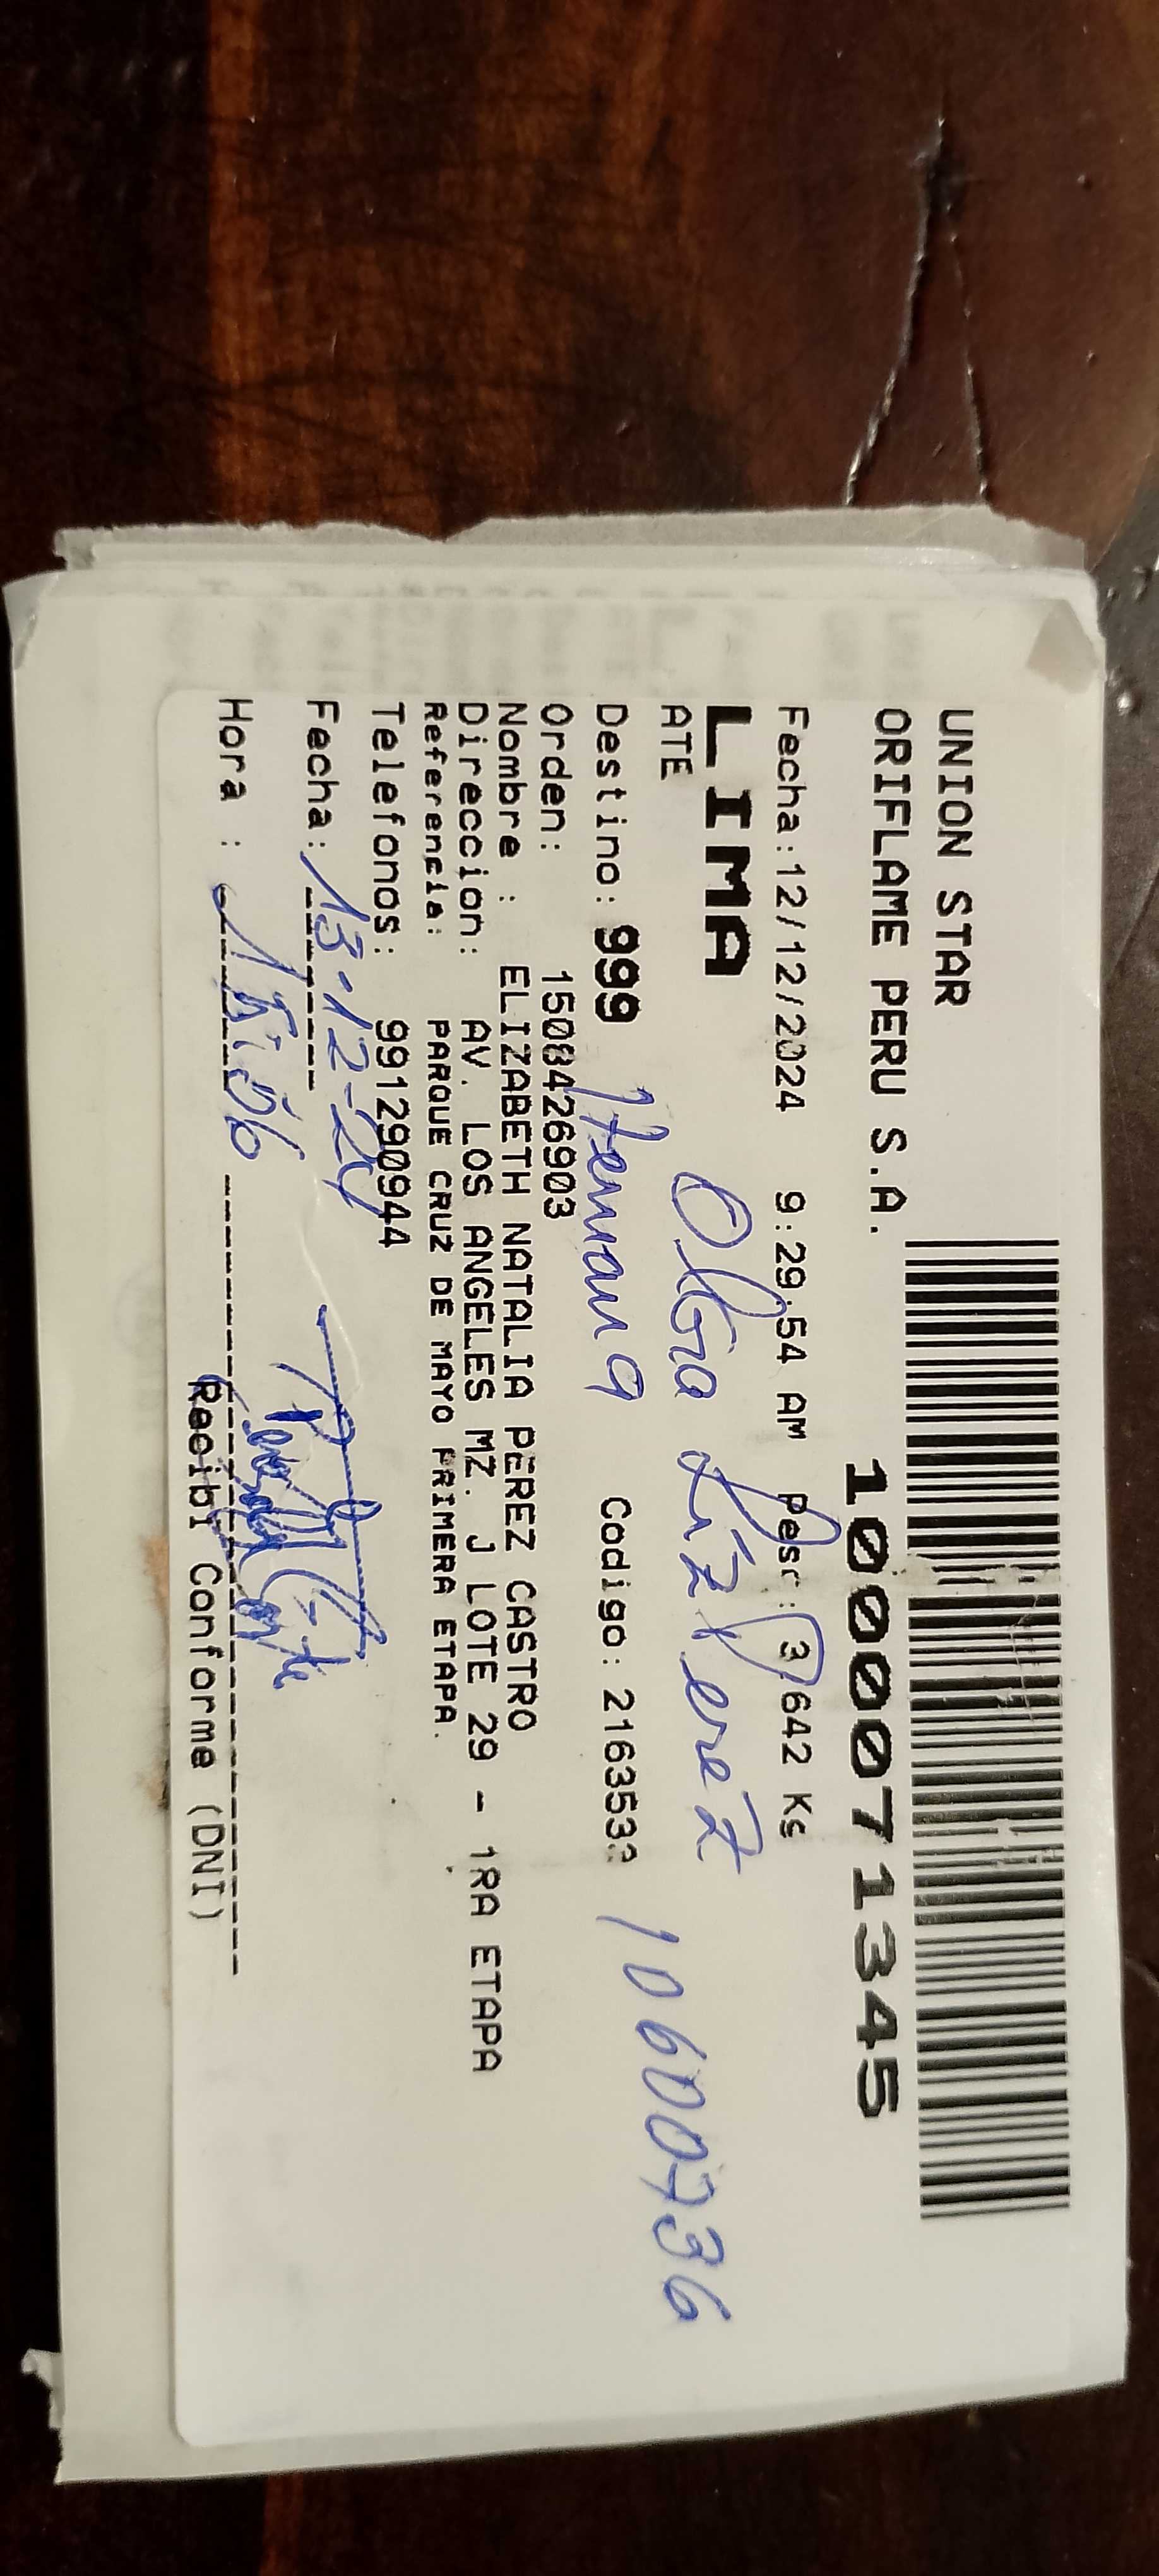 UNION STAR
ORIFLAME PERU S.A.
1000071345
Fecha:12/12/2024 9:29:54 AM Peso:3,642 Kg
LIMA
ATE
Olga Luz Perez
Destino: 999 Codigo: 216353
Hermana 10600736
Orden: 1508426903
Nombre : ELIZABETH NATALIA PEREZ CASTRO
Direccion: AV. LOS ANGELES MZ. J LOTE 29 - 1RA ETAPA
Referencia: PARQUE CRUZ DE MAYO PRIMERA ETAPA.
Telefonos: 991290944
Fecha: 13-12-24
Hora :
Recibi Conforme (DNI)